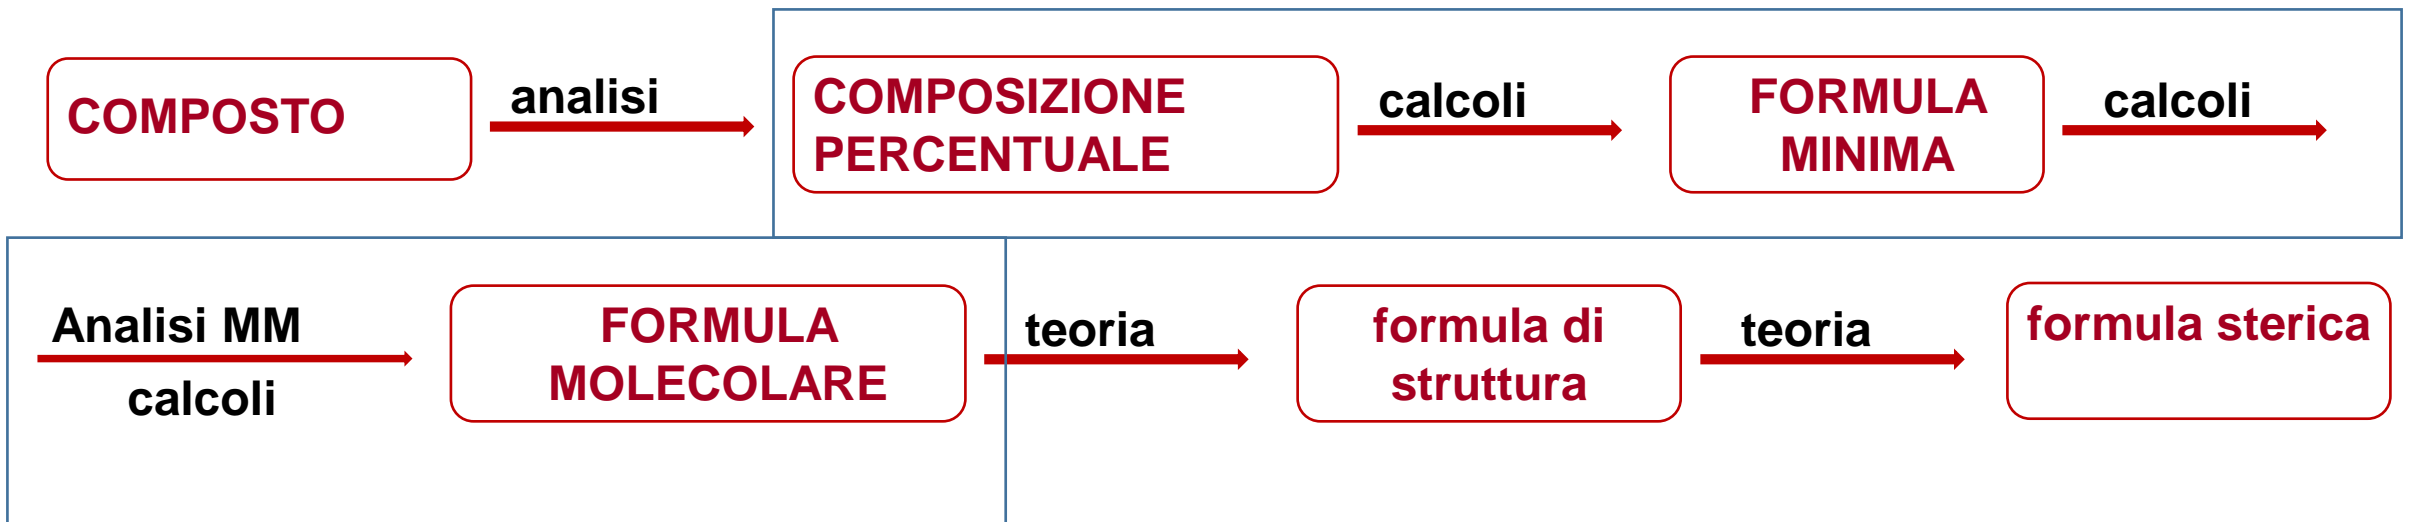 COMPOSTO
analisi
COMPOSIZIONE
PERCENTUALE
calcoli
FORMULA
MINIMA
calcoli
Analisi MM
calcoli
FORMULA
MOLECOLARE
teoria
formula di
struttura
teoria
formula sterica